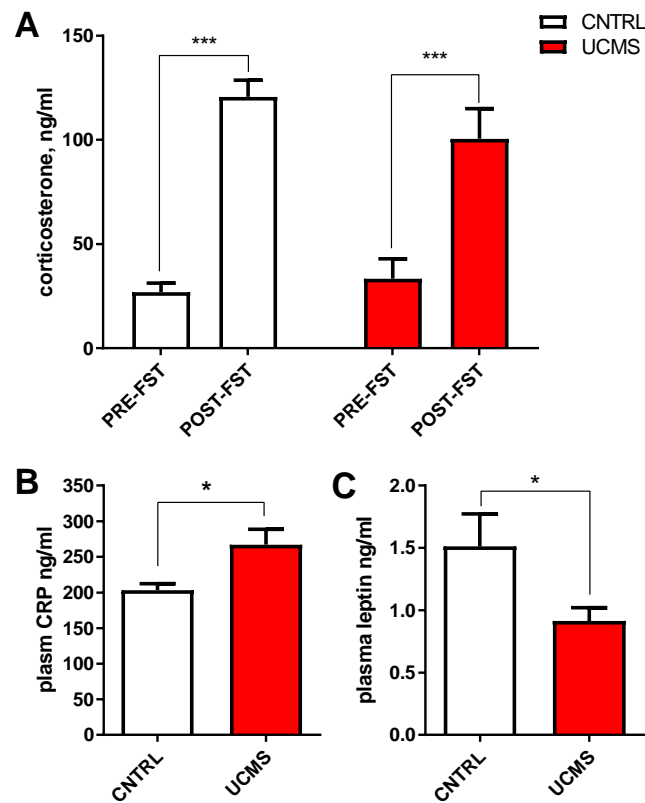 A
CNTRL
UCMS
corticosterone, ng/ml
150
100
50
0
***
***
PRE-FST
POST-FST
PRE-FST
POST-FST
B
plasm CRP ng/ml
350
300
250
200
150
100
50
0
*
CNTRL
UCMS
C
plasma leptin ng/ml
2.0
1.5
1.0
0.5
0.0
*
CNTRL
UCMS